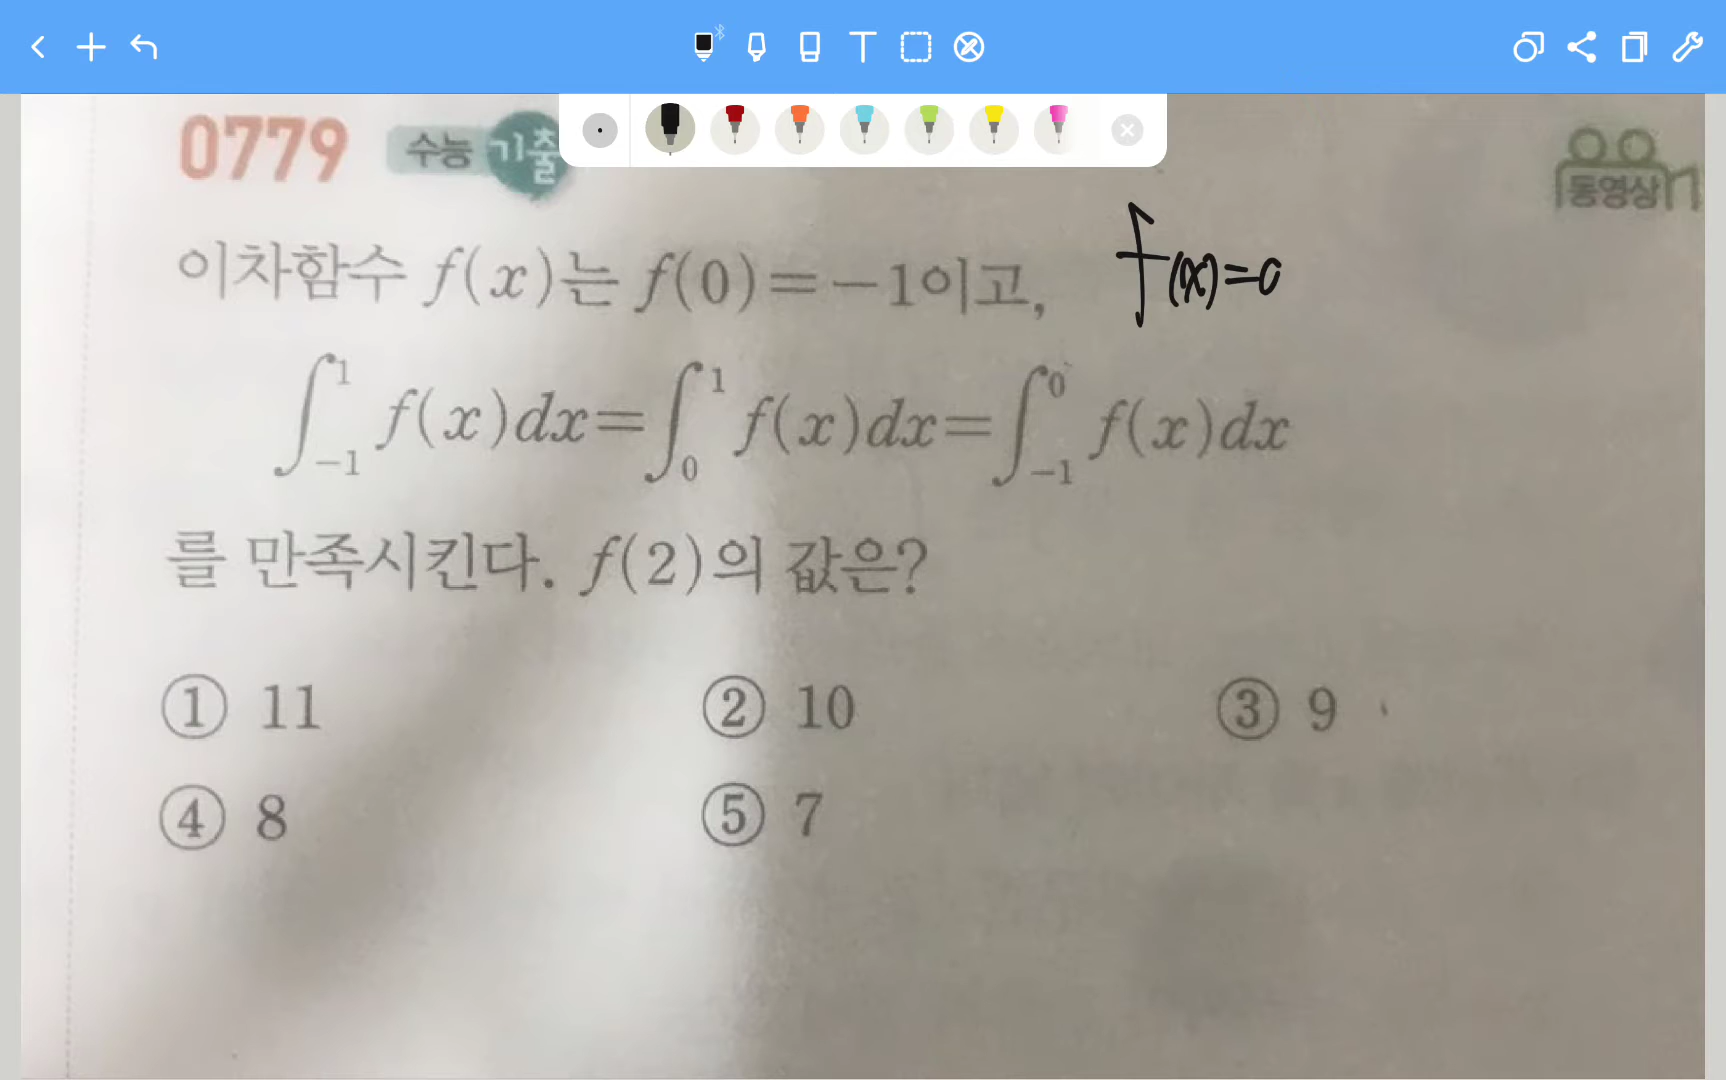 0779 수능 기출
동영상
이차함수 f(x)는 f(0)=-1이고, f(x)=0
∫_{-1}^{1} f(x)dx=∫_{0}^{1} f(x)dx=∫_{-1}^{0} f(x)dx
를 만족시킨다. f(2)의 값은?
① 11 ② 10 ③ 9
④ 8 ⑤ 7